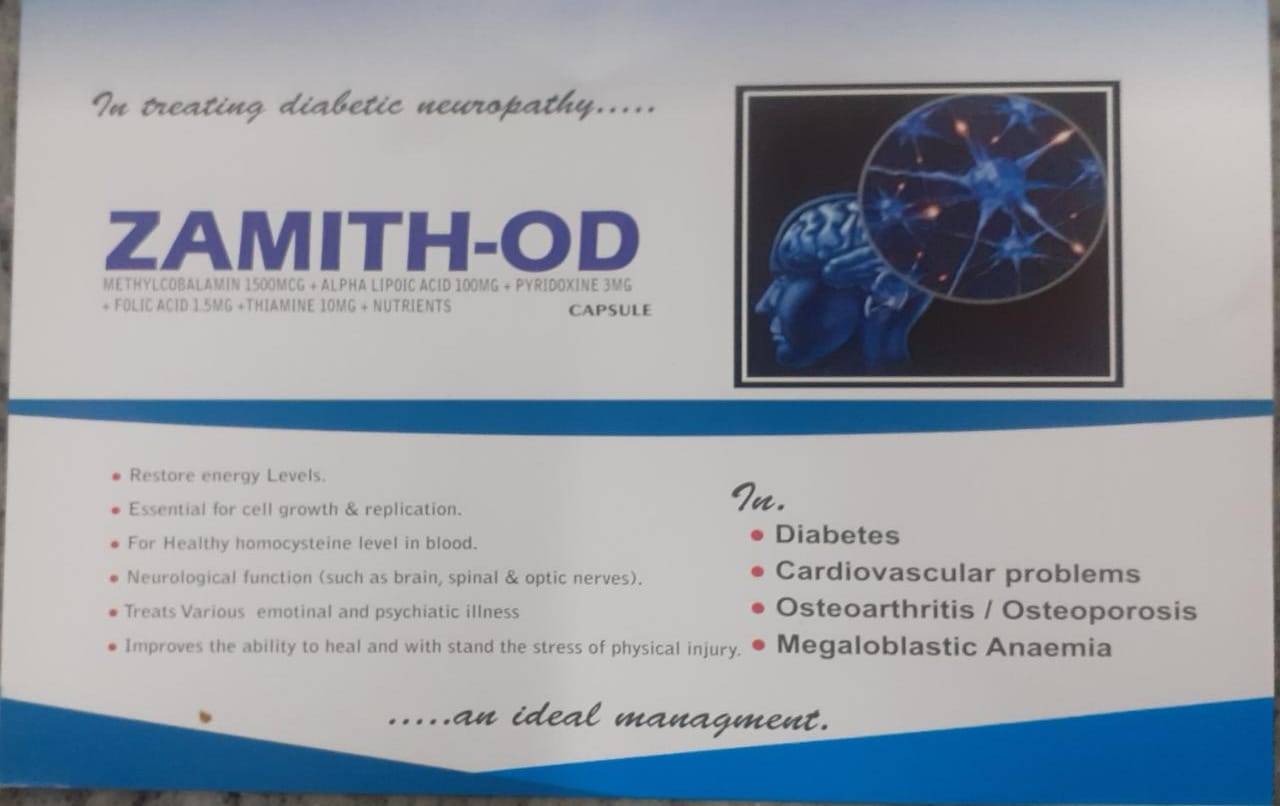 In treating diabetic neuropathy.....
ZAMITH-OD
METHYLCOBALAMIN 1500MCG + ALPHA LIPOIC ACID 100MG + PYRIDOXINE 3MG
+ FOLIC ACID 1.5MG +THIAMINE 10MG + NUTRIENTS
CAPSULE
• Restore energy Levels.
• Essential for cell growth & replication.
• For Healthy homocysteine level in blood.
• Neurological function (such as brain, spinal & optic nerves).
• Treats Various emotinal and psychiatic illness
• Improves the ability to heal and with stand the stress of physical injury.
In.
• Diabetes
• Cardiovascular problems
• Osteoarthritis / Osteoporosis
• Megaloblastic Anaemia
.....an ideal managment.